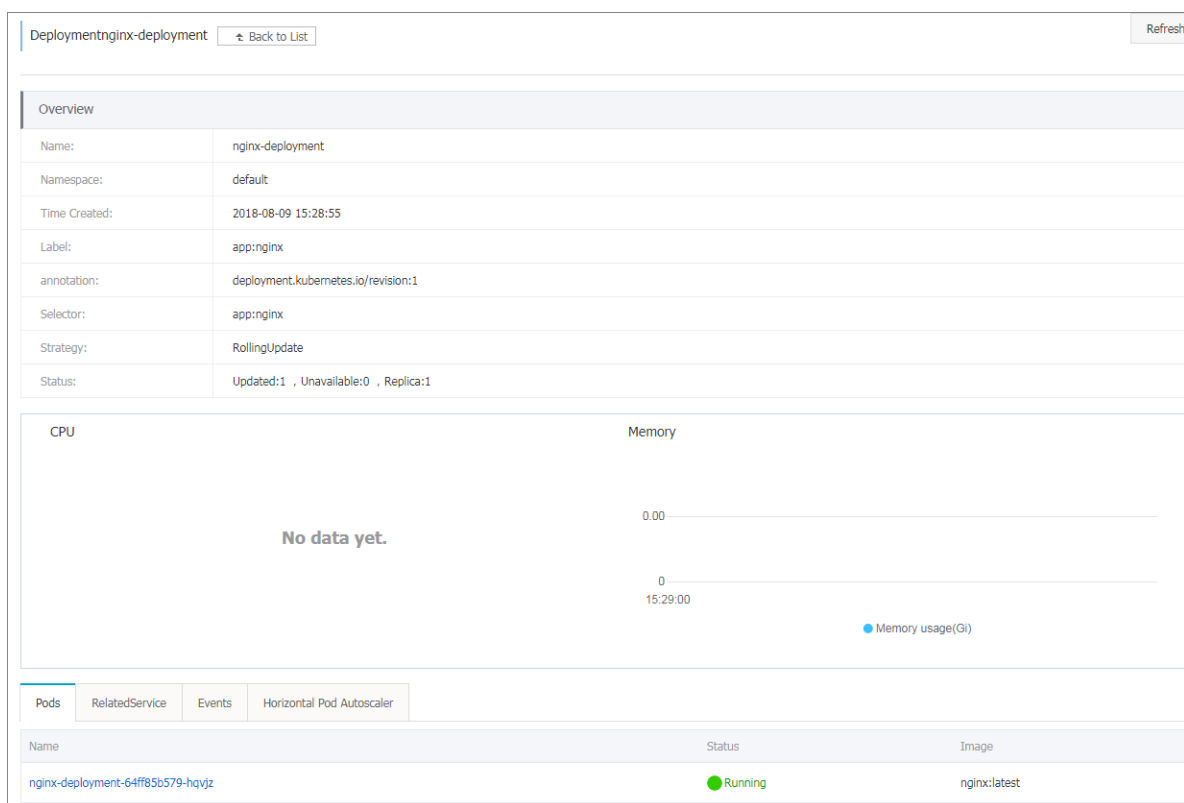 Deploymentnginx-deployment Back to List Refresh
Overview
Name: nginx-deployment
Namespace: default
Time Created: 2018-08-09 15:28:55
Label: app:nginx
annotation: deployment.kubernetes.io/revision:1
Selector: app:nginx
Strategy: RollingUpdate
Status: Updated:1 , Unavailable:0 , Replica:1
CPU Memory
0.00
No data yet.
0
15:29:00
Memory usage(Gi)
Pods RelatedService Events Horizontal Pod Autoscaler
Name Status Image
nginx-deployment-64ff85b579-hqvjz Running nginx:latest